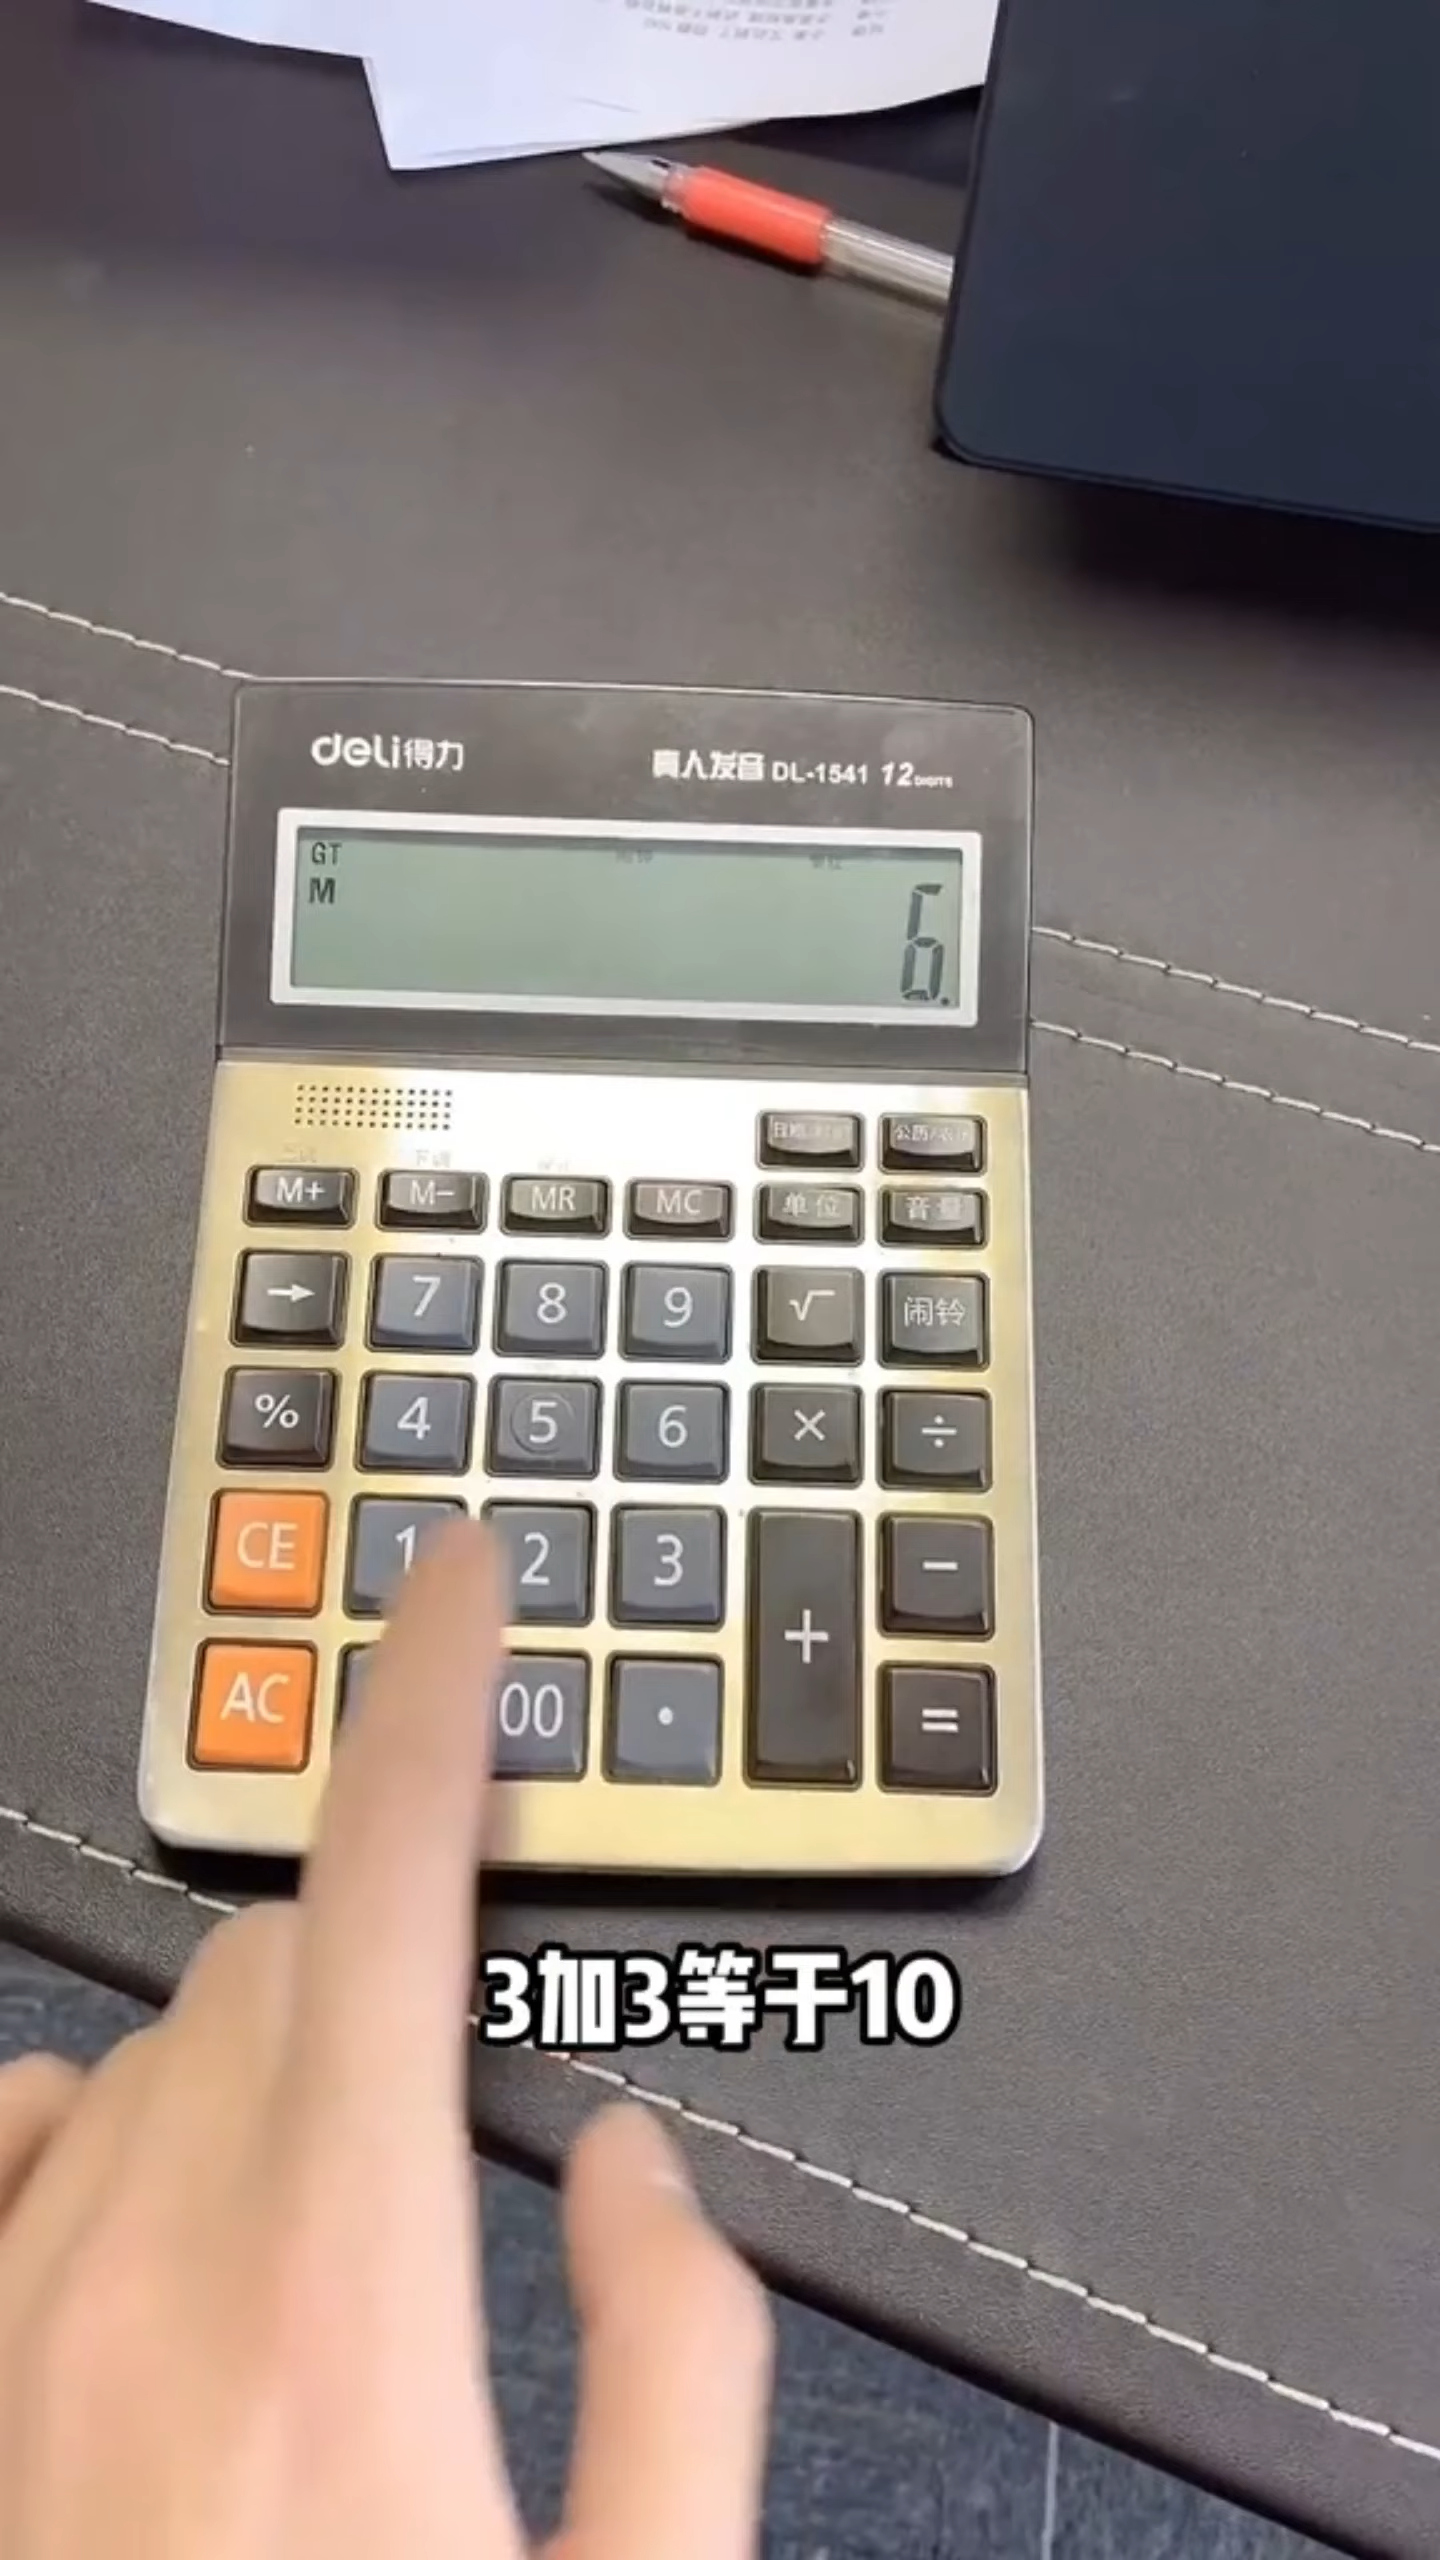 deli得力
真人发音 DL-1541 12 DIGITS
GT
M
6.
M+ M- MR MC 单位 音量
→ 7 8 9 √ 闹铃
% 4 5 6 × ÷
CE 1 2 3 + -
AC 00 • =
3加3等于10